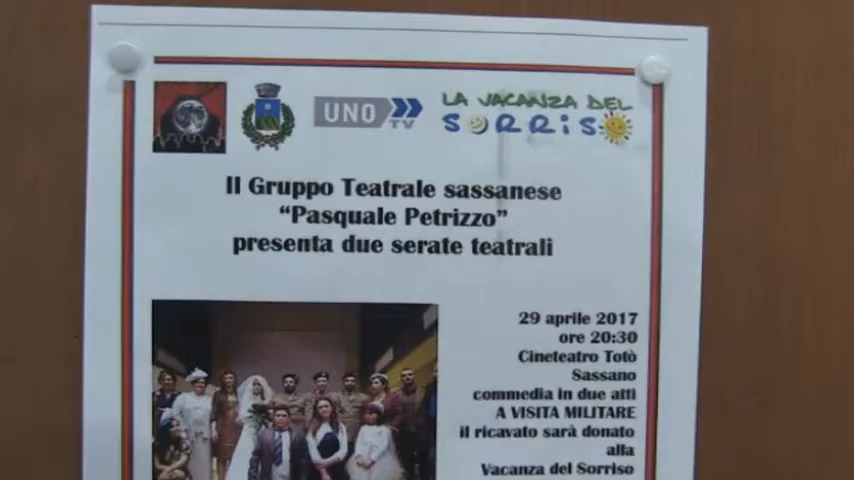 UNO
TV
LA VACANZA DEL
SORRISO
Il Gruppo Teatrale sassanese
“Pasquale Petrizzo”
presenta due serate teatrali
29 aprile 2017
ore 20:30
Cineteatro Totò
Sassano
commedia in due atti
A VISITA MILITARE
il ricavato sarà donato
alla
Vacanza del Sorriso